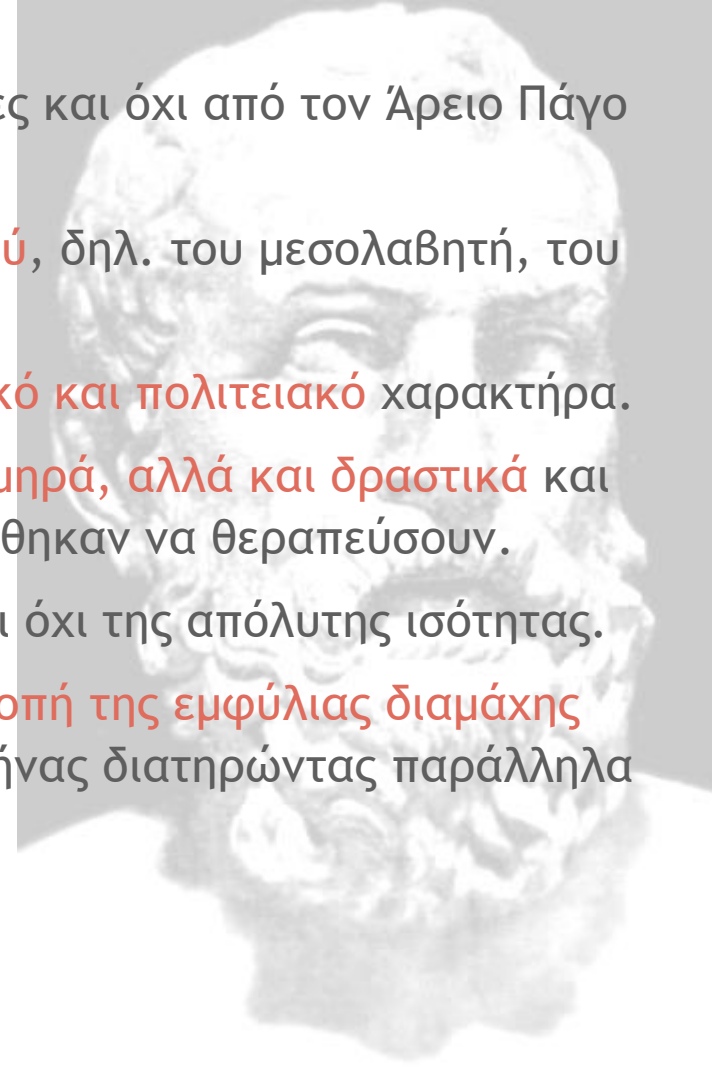 ες και όχι από τον Άρειο Πάγο
ύ, δηλ. του μεσολαβητή, του
κό και πολιτειακό χαρακτήρα.
μηρά, αλλά και δραστικά και
θηκαν να θεραπεύσουν.
ι όχι της απόλυτης ισότητας.
οπή της εμφύλιας διαμάχης
ήνας διατηρώντας παράλληλα